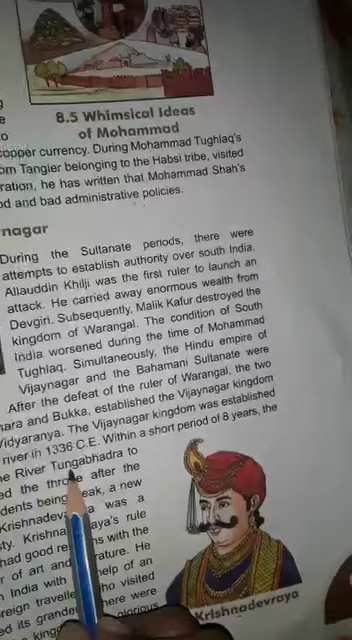 8.5 Whimsical Ideas
of Mohammad
copper currency. During Mohammad Tughlaq's
om Tangier belonging to the Habsi tribe, visited
ration, he has written that Mohammad Shah's
od and bad administrative policies.
nagar
During the Sultanate periods, there were
attempts to establish authority over south India.
Allauddin Khilji was the first ruler to launch an
attack. He carried away enormous wealth from
Devgiri. Subsequently, Malik Kafur destroyed the
kingdom of Warangal. The condition of South
India worsened during the time of Mohammad
Tughlaq. Simultaneously, the Hindu empire of
Vijaynagar and the Bahamani Sultanate were
After the defeat of the ruler of Warangal, the two
hara and Bukka, established the Vijaynagar kingdom
Vidyaranya. The Vijaynagar kingdom was established
river in 1336 C.E. Within a short period of 8 years, the
he River Tungabhadra to
ed the throne after the
dents being weak, a new
Krishnadev a was a
sty. Krishna aya's rule
had good re ns with the
r of art and rature. He
n India with help of an
reign travelle ho visited
ed its grande here were
a king glorious
Krishnadevraya